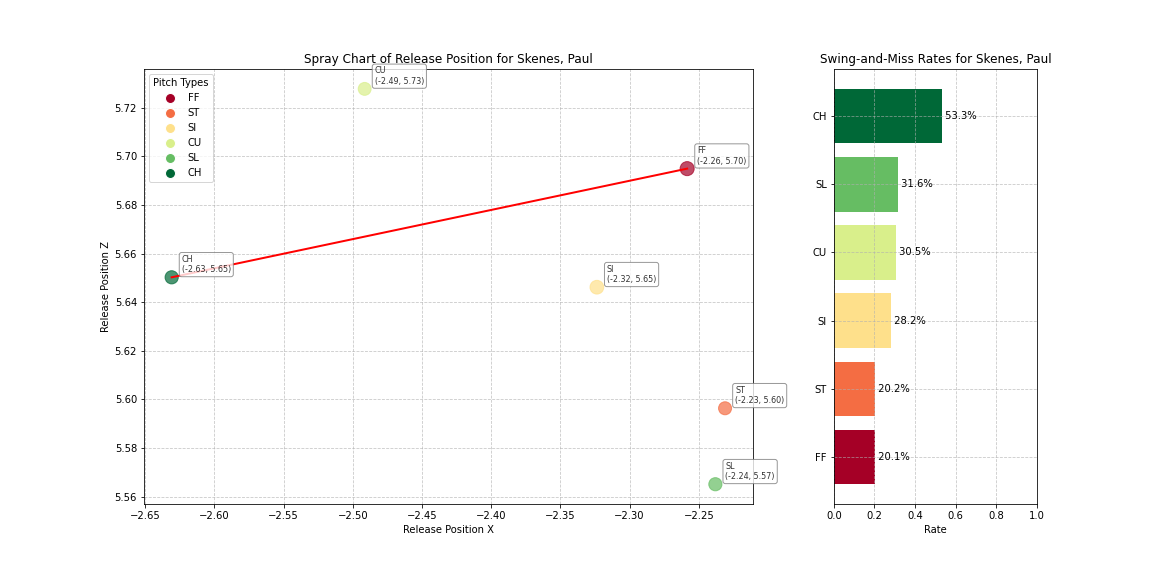 Spray Chart of Release Position for Skenes, Paul
Pitch Types
FF
ST
SI
CU
SL
CH
CU
(-2.49, 5.73)
FF
(-2.26, 5.70)
CH
(-2.63, 5.65)
SI
(-2.32, 5.65)
ST
(-2.23, 5.60)
SL
(-2.24, 5.57)
5.72
5.70
5.68
5.66
5.64
5.62
5.60
5.58
5.56
Release Position Z
−2.65 −2.60 −2.55 −2.50 −2.45 −2.40 −2.35 −2.30 −2.25
Release Position X
Swing-and-Miss Rates for Skenes, Paul
CH 53.3%
SL 31.6%
CU 30.5%
SI 28.2%
ST 20.2%
FF 20.1%
0.0 0.2 0.4 0.6 0.8 1.0
Rate